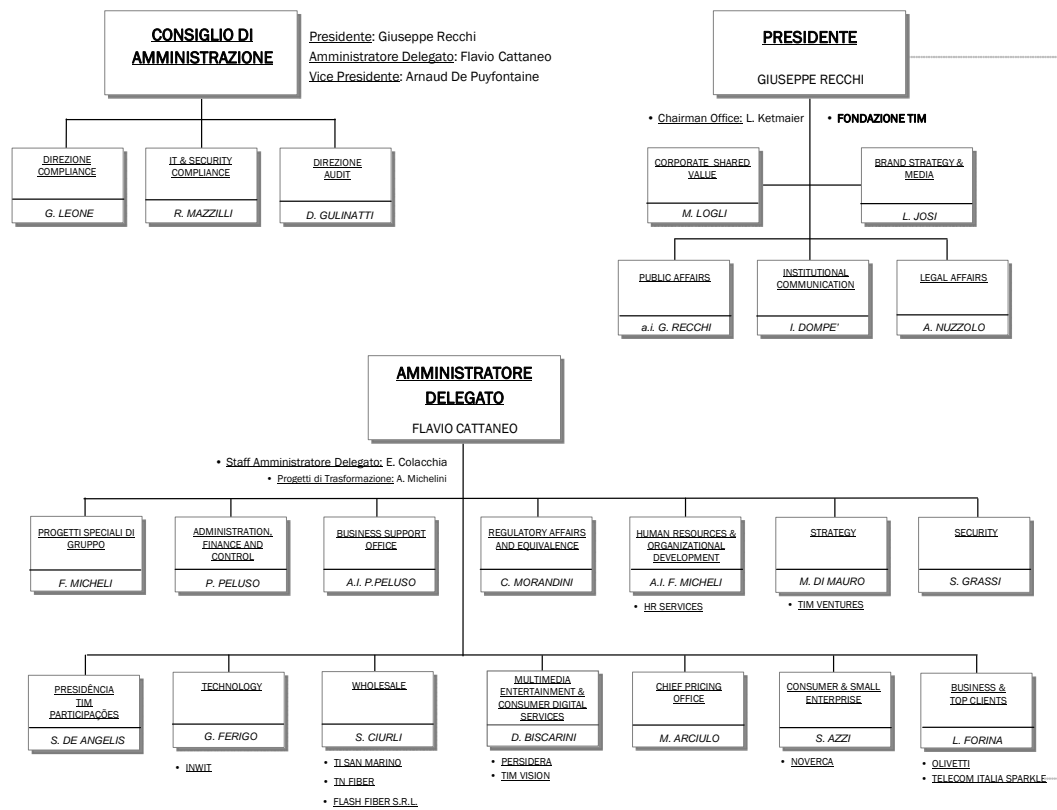 CONSIGLIO DI
AMMINISTRAZIONE
Presidente: Giuseppe Recchi
Amministratore Delegato: Flavio Cattaneo
Vice Presidente: Arnaud De Puyfontaine
DIREZIONE
COMPLIANCE
G. LEONE
IT & SECURITY
COMPLIANCE
R. MAZZILLI
DIREZIONE
AUDIT
D. GULINATTI
PRESIDENTE
GIUSEPPE RECCHI
• Chairman Office: L. Ketmaier
• FONDAZIONE TIM
CORPORATE SHARED
VALUE
M. LOGLI
BRAND STRATEGY &
MEDIA
L. JOSI
PUBLIC AFFAIRS
a.i. G. RECCHI
INSTITUTIONAL
COMMUNICATION
I. DOMPE'
LEGAL AFFAIRS
A. NUZZOLO
AMMINISTRATORE
DELEGATO
FLAVIO CATTANEO
• Staff Amministratore Delegato: E. Colacchia
• Progetti di Trasformazione: A. Michelini
PROGETTI SPECIALI DI
GRUPPO
F. MICHELI
ADMINISTRATION,
FINANCE AND
CONTROL
P. PELUSO
BUSINESS SUPPORT
OFFICE
A.I. P.PELUSO
REGULATORY AFFAIRS
AND EQUIVALENCE
C. MORANDINI
HUMAN RESOURCES &
ORGANIZATIONAL
DEVELOPMENT
A.I. F. MICHELI
• HR SERVICES
STRATEGY
M. DI MAURO
• TIM VENTURES
SECURITY
S. GRASSI
PRESIDÊNCIA
TIM
PARTICIPAÇÕES
S. DE ANGELIS
TECHNOLOGY
G. FERIGO
• INWIT
WHOLESALE
S. CIURLI
• TI SAN MARINO
• TN FIBER
• FLASH FIBER S.R.L.
MULTIMEDIA
ENTERTAINMENT &
CONSUMER DIGITAL
SERVICES
D. BISCARINI
• PERSIDERA
• TIM VISION
CHIEF PRICING
OFFICE
M. ARCIULO
CONSUMER & SMALL
ENTERPRISE
S. AZZI
• NOVERCA
BUSINESS &
TOP CLIENTS
L. FORINA
• OLIVETTI
• TELECOM ITALIA SPARKLE